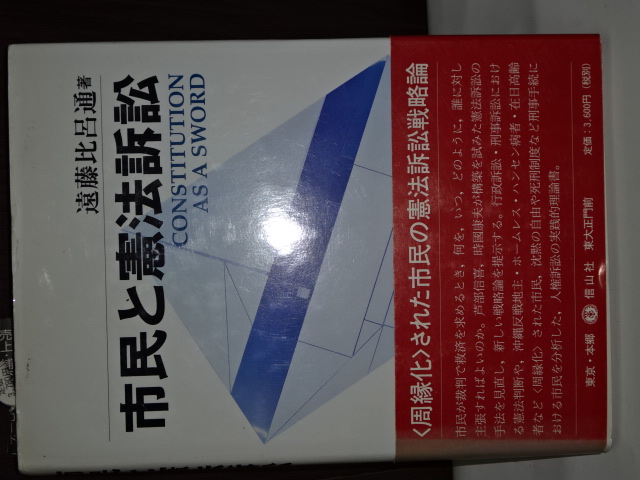 遠藤比呂通著
市民と憲法訴訟
CONSTITUTION
AS A SWORD
〈周縁化〉された市民の憲法訴訟戦略論
市民が裁判で救済を求めるとき，何を，いつ，どのように，誰に対し
主張すればよいのか。芦部信喜，時國康夫が構築を試みた憲法訴訟の
手法を見直し，新しい戦略論を提示する。行政訴訟・刑事訴訟におけ
る憲法判断や，沖縄反戦地主・ホームレス・ハンセン病者・在日高齢
者など〈周縁化〉された市民，沈黙の自由や死刑制度など刑事手続に
おける市民を分析した，人権訴訟の実践的理論書。
東京・本郷 信山社 東大正門前
定価：3,600円（税別）